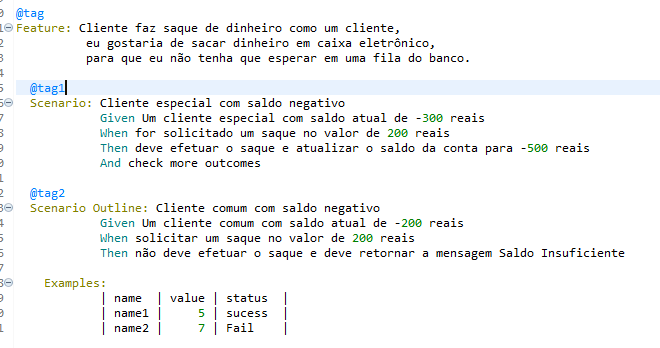 @tag
Feature: Cliente faz saque de dinheiro como um cliente,
eu gostaria de sacar dinheiro em caixa eletrônico,
para que eu não tenha que esperar em uma fila do banco.
@tag1
Scenario: Cliente especial com saldo negativo
Given Um cliente especial com saldo atual de -300 reais
When for solicitado um saque no valor de 200 reais
Then deve efetuar o saque e atualizar o saldo da conta para -500 reais
And check more outcomes
@tag2
Scenario Outline: Cliente comum com saldo negativo
Given Um cliente comum com saldo atual de -200 reais
When solicitar um saque no valor de 200 reais
Then não deve efetuar o saque e deve retornar a mensagem Saldo Insuficiente
Examples:
| name | value | status |
| name1 | 5 | sucess |
| name2 | 7 | Fail |